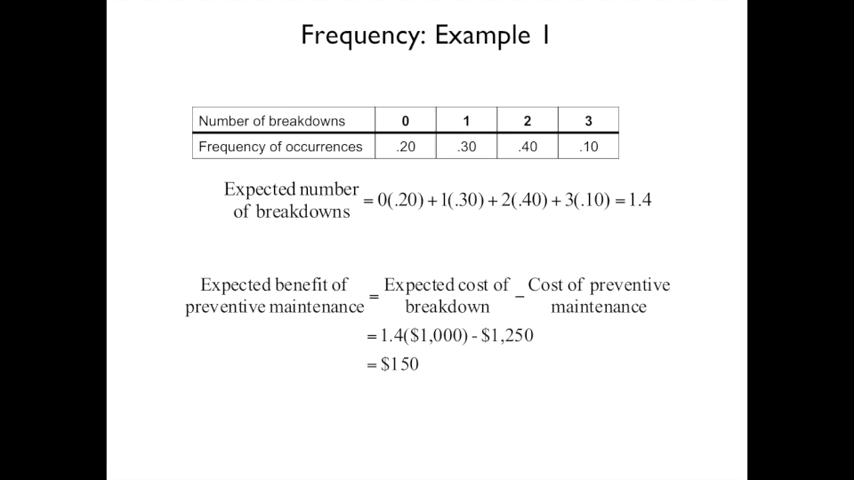 Frequency: Example 1
Number of breakdowns 0 1 2 3
Frequency of occurrences .20 .30 .40 .10
Expected number of breakdowns = 0(.20) + 1(.30) + 2(.40) + 3(.10) = 1.4
Expected benefit of preventive maintenance = Expected cost of breakdown − Cost of preventive maintenance
= 1.4($1,000) - $1,250
= $150